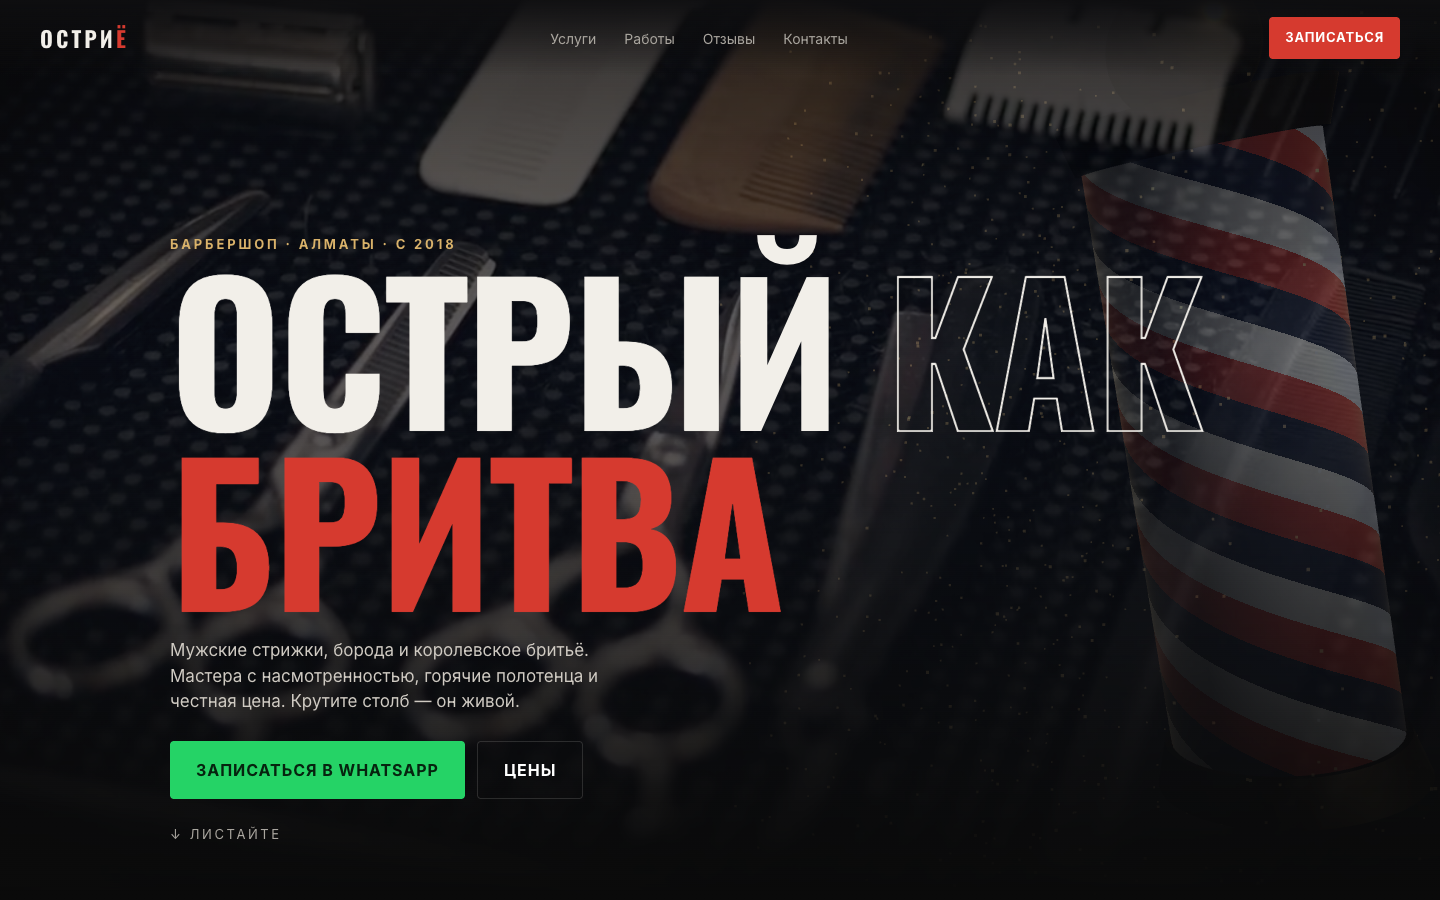 ОСТРИЁ
Услуги Работы Отзывы Контакты
ЗАПИСАТЬСЯ
БАРБЕРШОП · АЛМАТЫ · С 2018
ОСТРЫЙ КАК
БРИТВА
Мужские стрижки, борода и королевское бритьё.
Мастера с насмотренностью, горячие полотенца и
честная цена. Крутите столб — он живой.
ЗАПИСАТЬСЯ В WHATSAPP
ЦЕНЫ
↓ ЛИСТАЙТЕ